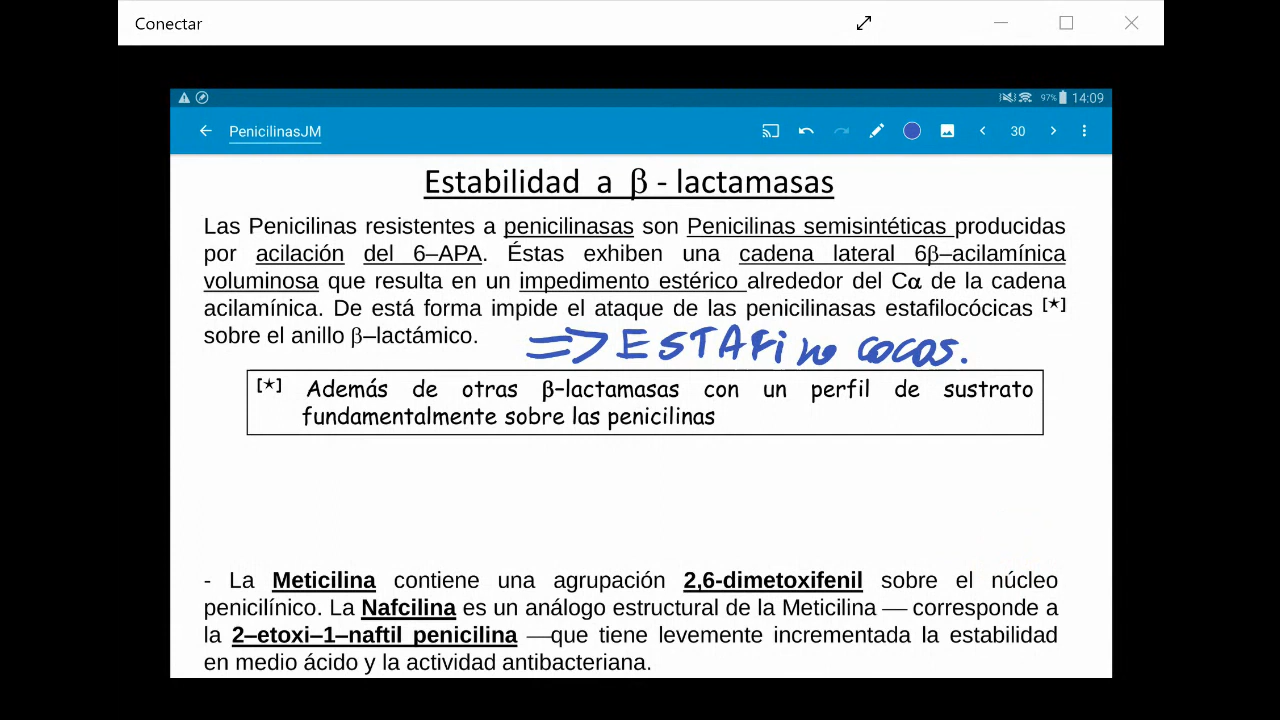 Conectar
97% 14:09
PenicilinasJM
30
Estabilidad a β - lactamasas
Las Penicilinas resistentes a penicilinasas son Penicilinas semisintéticas producidas
por acilación del 6–APA. Éstas exhiben una cadena lateral 6β–acilamínica
voluminosa que resulta en un impedimento estérico alrededor del Cα de la cadena
acilamínica. De está forma impide el ataque de las penicilinasas estafilocócicas [★]
sobre el anillo β–lactámico.
=> ESTAFino cocos.
[★] Además de otras β–lactamasas con un perfil de sustrato
fundamentalmente sobre las penicilinas
- La Meticilina contiene una agrupación 2,6-dimetoxifenil sobre el núcleo
penicilínico. La Nafcilina es un análogo estructural de la Meticilina — corresponde a
la 2–etoxi–1–naftil penicilina —que tiene levemente incrementada la estabilidad
en medio ácido y la actividad antibacteriana.